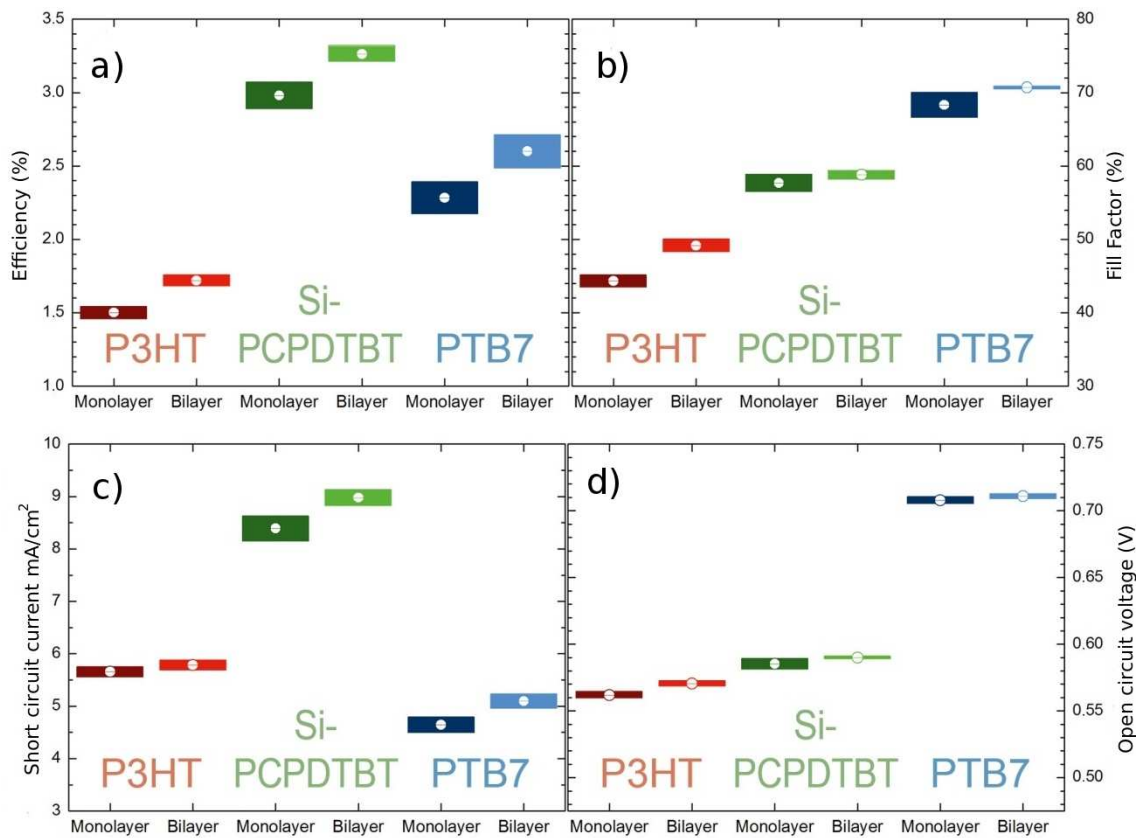 a)
Efficiency (%)
3.5
3.0
2.5
2.0
1.5
1.0
P3HT
Si-
PCPDTBT
PTB7
Monolayer Bilayer Monolayer Bilayer Monolayer Bilayer
b)
Fill Factor (%)
80
70
60
50
40
30
P3HT
Si-
PCPDTBT
PTB7
Monolayer Bilayer Monolayer Bilayer Monolayer Bilayer
c)
Short circuit current mA/cm²
10
9
8
7
6
5
4
3
P3HT
Si-
PCPDTBT
PTB7
Monolayer Bilayer Monolayer Bilayer Monolayer Bilayer
d)
Open circuit voltage (V)
0.75
0.70
0.65
0.60
0.55
0.50
P3HT
Si-
PCPDTBT
PTB7
Monolayer Bilayer Monolayer Bilayer Monolayer Bilayer